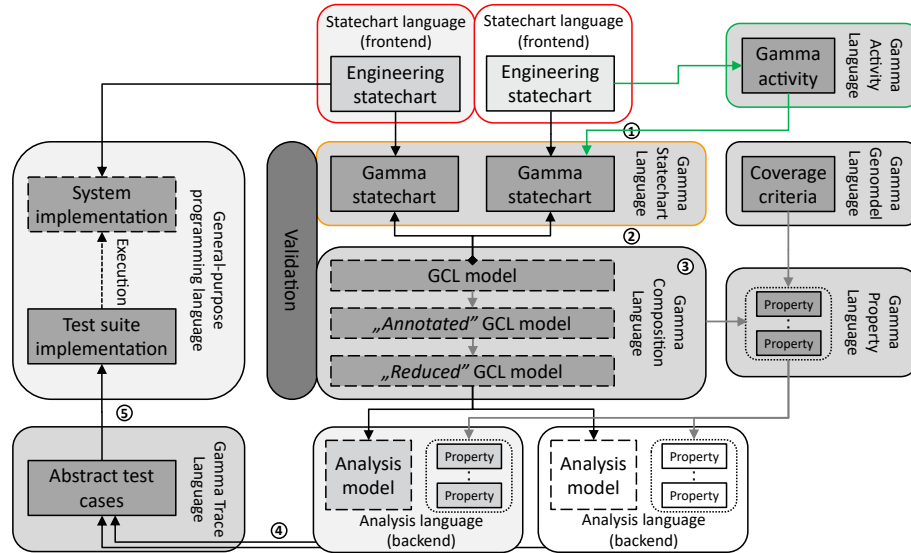 Statechart language
(frontend)
Engineering
statechart
Statechart language
(frontend)
Engineering
statechart
Gamma
activity
Gamma
Activity
Language
①
System
implementation
Execution
Test suite
implementation
General-purpose
programming language
Validation
Gamma
statechart
Gamma
statechart
Gamma
Statechart
Language
Coverage
criteria
Gamma
Genomdel
Language
②
③
GCL model
„Annotated” GCL model
„Reduced” GCL model
Gamma
Composition
Language
Property
Property
Gamma
Property
Language
⑤
Abstract test
cases
Gamma Trace
Language
④
Analysis
model
Property
Property
Analysis language
(backend)
Analysis
model
Property
Property
Analysis language
(backend)